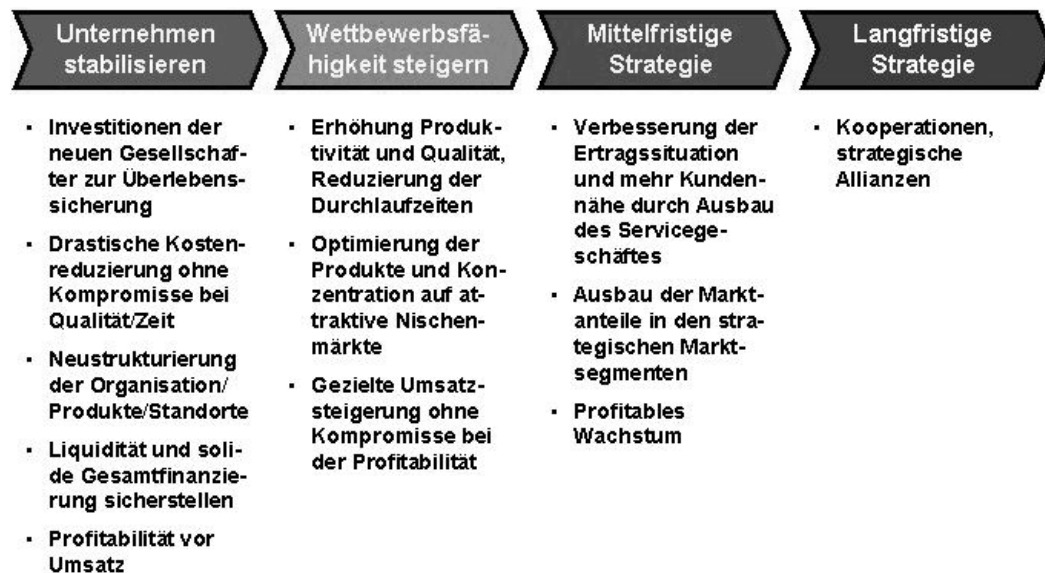 Unternehmen
stabilisieren
Wettbewerbsfä-
higkeit steigern
Mittelfristige
Strategie
Langfristige
Strategie
▪ Investitionen der
neuen Gesellschaf-
ter zur Überlebens-
sicherung
▪ Drastische Kosten-
reduzierung ohne
Kompromisse bei
Qualität/Zeit
▪ Neustrukturierung
der Organisation/
Produkte/Standorte
▪ Liquidität und soli-
de Gesamtfinanzie-
rung sicherstellen
▪ Profitabilität vor
Umsatz
▪ Erhöhung Produk-
tivität und Qualität,
Reduzierung der
Durchlaufzeiten
▪ Optimierung der
Produkte und Kon-
zentration auf at-
traktive Nischen-
märkte
▪ Gezielte Umsatz-
steigerung ohne
Kompromisse bei
der Profitabilität
▪ Verbesserung der
Ertragssituation
und mehr Kunden-
nähe durch Ausbau
des Servicege-
schäftes
▪ Ausbau der Markt-
anteile in den stra-
tegischen Markt-
segmenten
▪ Profitables
Wachstum
▪ Kooperationen,
strategische
Allianzen